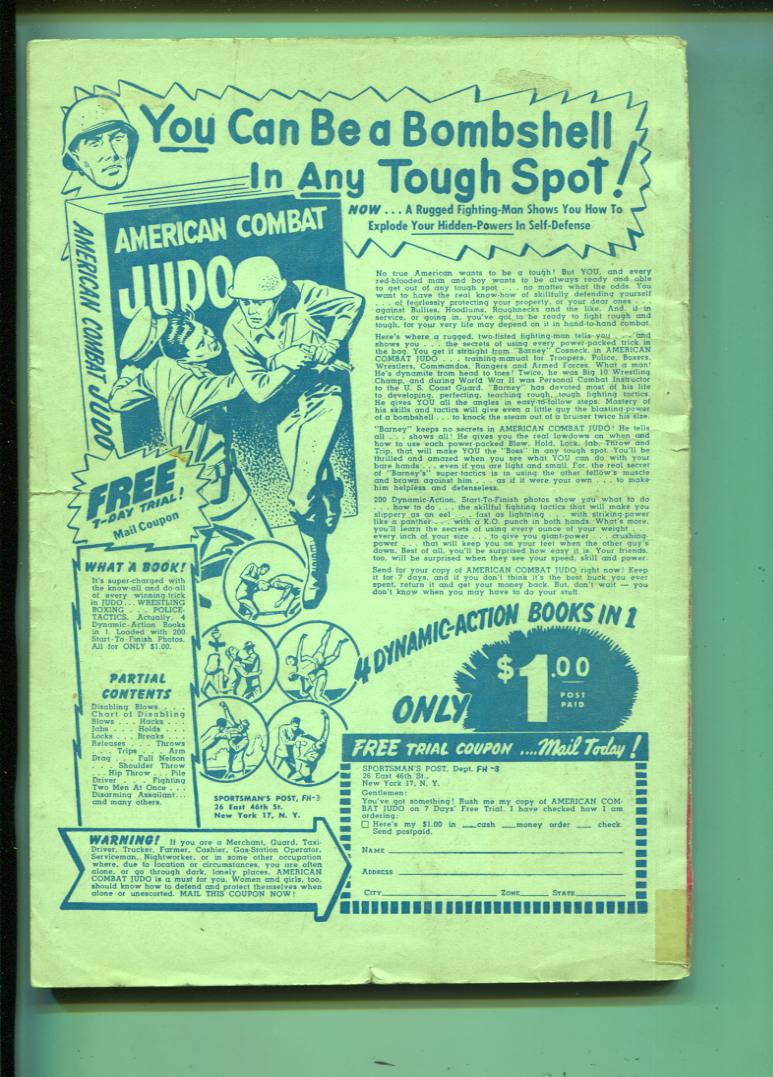 You Can Be a Bombshell
In Any Tough Spot!
NOW . . . A Rugged Fighting-Man Shows You How To
Explode Your Hidden-Powers In Self-Defense
AMERICAN COMBAT JUDO
AMERICAN COMBAT
JUDO
No true American wants to be a tough! But YOU, and every
red-blooded man and boy wants to be always ready and able
to get out of any tough spot . . . no matter what the odds. You
want to have the real know-how of skillfully defending yourself
. . . of fearlessly protecting your property, or your dear ones . . .
against Bullies, Hoodlums, Roughnecks and the like. And, if in
service, or going in, you've got to be ready to fight rough and
tough, for your very life may depend on it in hand-to-hand combat.
Here's where a rugged, two-fisted fighting-man tells you . . . and
shows you . . . the secrets of using every power-packed trick in
the bag. You get it straight from "Barney" Cosneck, in AMERICAN
COMBAT JUDO . . . training-manual for Troopers, Police, Boxers,
Wrestlers, Commandos, Rangers and Armed Forces. What a man!
He's dynamite from head to toes! Twice, he was Big 10 Wrestling
Champ, and during World War II was Personal Combat Instructor
to the U. S. Coast Guard. "Barney" has devoted most of his life
to developing, perfecting, teaching rough, tough fighting tactics.
He gives YOU all the angles in easy-to-follow steps. Mastery of
his skills and tactics will give even a little guy the blasting-power
of a bombshell . . . to knock the steam out of a bruiser twice his size.
"Barney" keeps no secrets in AMERICAN COMBAT JUDO! He tells
all . . . shows all! He gives you the real lowdown on when and
how to use each power-packed Blow, Hold, Lock, Jab, Throw and
Trip, that will make YOU the "Boss" in any tough spot. You'll be
thrilled and amazed when you see what YOU can do with your
bare hands . . . even if you are light and small. For, the real secret
of "Barney's" super-tactics is in using the other fellow's muscle
and brawn against him . . . as if it were your own . . . to make
him helpless and defenseless.
200 Dynamic-Action, Start-To-Finish photos show you what to do
. . . how to do . . . the skillful fighting tactics that will make you
slippery as an eel . . . fast as lightning . . . with striking-power
like a panther . . . with a K.O. punch in both hands. What's more,
you'll learn the secrets of using every ounce of your weight . . .
every inch of your size . . . to give you giant-power . . . crushing-
power . . . that will keep you on your feet when the other guy's
down. Best of all, you'll be surprised how easy it is. Your friends,
too, will be surprised when they see your speed, skill and power.
Send for your copy of AMERICAN COMBAT JUDO right now! Keep
it for 7 days, and if you don't think it's the best buck you ever
spent, return it and get your money back. But, don't wait — you
don't know when you may have to do your stuff.
FREE
7-DAY TRIAL!
Mail Coupon
WHAT A BOOK!
It's super-charged with
the know-all and do-all
of every winning-trick
in JUDO . . . WRESTLING
BOXING . . . POLICE-
TACTICS. Actually, 4
Dynamic-Action Books
in 1. Loaded with 200
Start-To-Finish Photos.
All for ONLY $1.00.
PARTIAL
CONTENTS
Disabling Blows . . .
Chart of Disabling
Blows . . . Hacks . . .
Jabs . . . Holds . . .
Locks . . . Breaks . . .
Releases . . . Throws
. . . Trips . . . Arm
Drag . . . Full Nelson
. . . Shoulder Throw
. . . Hip Throw . . . Pile
Driver . . . Fighting
Two Men At Once . . .
Disarming Assailant . . .
and many others.
4 DYNAMIC-ACTION BOOKS IN 1
ONLY
$1.00
POST
PAID
SPORTSMAN'S POST, FH-3
26 East 46th St.
New York 17, N. Y.
FREE TRIAL COUPON ....Mail Today!
SPORTSMAN'S POST, Dept. FH-3
26 East 46th St.,
New York 17, N. Y.
Gentlemen:
You've got something! Rush me my copy of AMERICAN COM-
BAT JUDO on 7 Days' Free Trial. I have checked how I am
ordering:
Here's my $1.00 in ___cash ___money order ___ check.
Send postpaid.
NAME
ADDRESS
CITY ZONE STATE
WARNING! If you are a Merchant, Guard, Taxi-
Driver, Trucker, Farmer, Cashier, Gas-Station Operator,
Serviceman, Nightworker, or in some other occupation
where, due to location or circumstances, you are often
alone, or go through dark, lonely places, AMERICAN
COMBAT JUDO is a must for you. Women and girls, too,
should know how to defend and protect themselves when
alone or unescorted. MAIL THIS COUPON NOW!